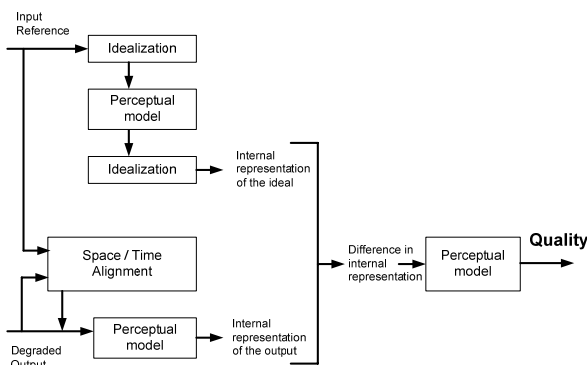 Input
Reference
Idealization
Perceptual
model
Idealization
Internal
representation
of the ideal
Space / Time
Alignment
Difference in
internal
representation
Perceptual
model
Quality
Perceptual
model
Internal
representation
of the output
Degraded
Output